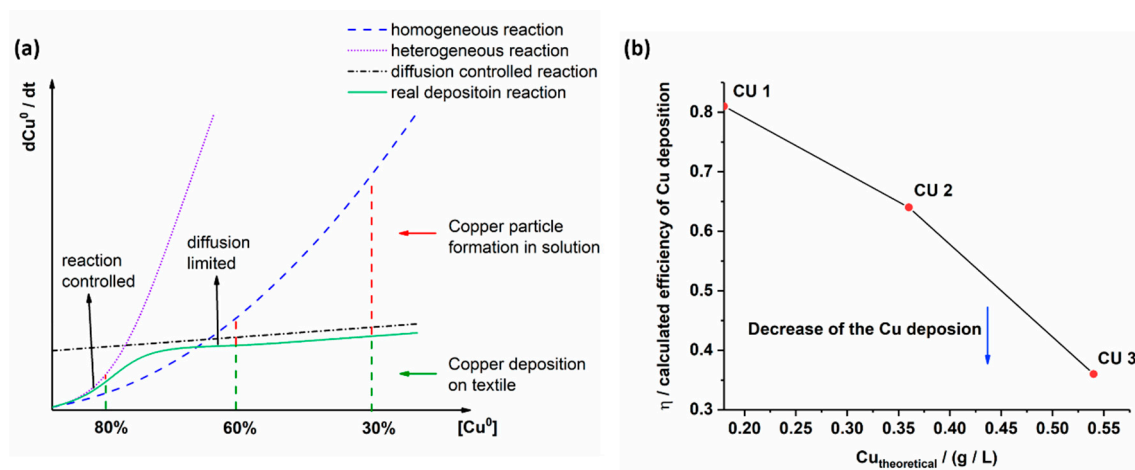 (a)
homogeneous reaction
heterogeneous reaction
diffusion controlled reaction
real depositoin reaction
dCu⁰ / dt
reaction
controlled
diffusion
limited
Copper particle
formation in solution
Copper deposition
on textile
80%
60%
30%
[Cu⁰]
(b)
η / calculated efficiency of Cu deposition
0.8
0.7
0.6
0.5
0.4
0.3
CU 1
CU 2
CU 3
Decrease of the Cu deposion
0.20
0.25
0.30
0.35
0.40
0.45
0.50
0.55
Cu_theoretical / (g / L)